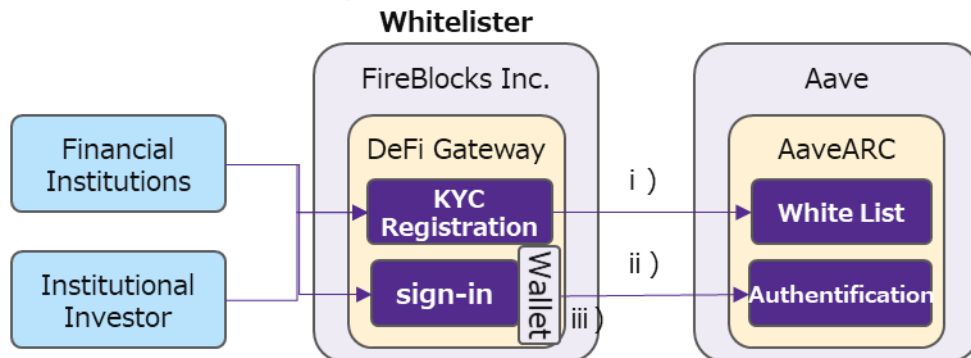 Whitelister
FireBlocks Inc.
Aave
Financial
Institutions
DeFi Gateway
AaveARC
KYC
Registration
i )
White List
Institutional
Investor
sign-in
Wallet
ii )
iii )
Authentification